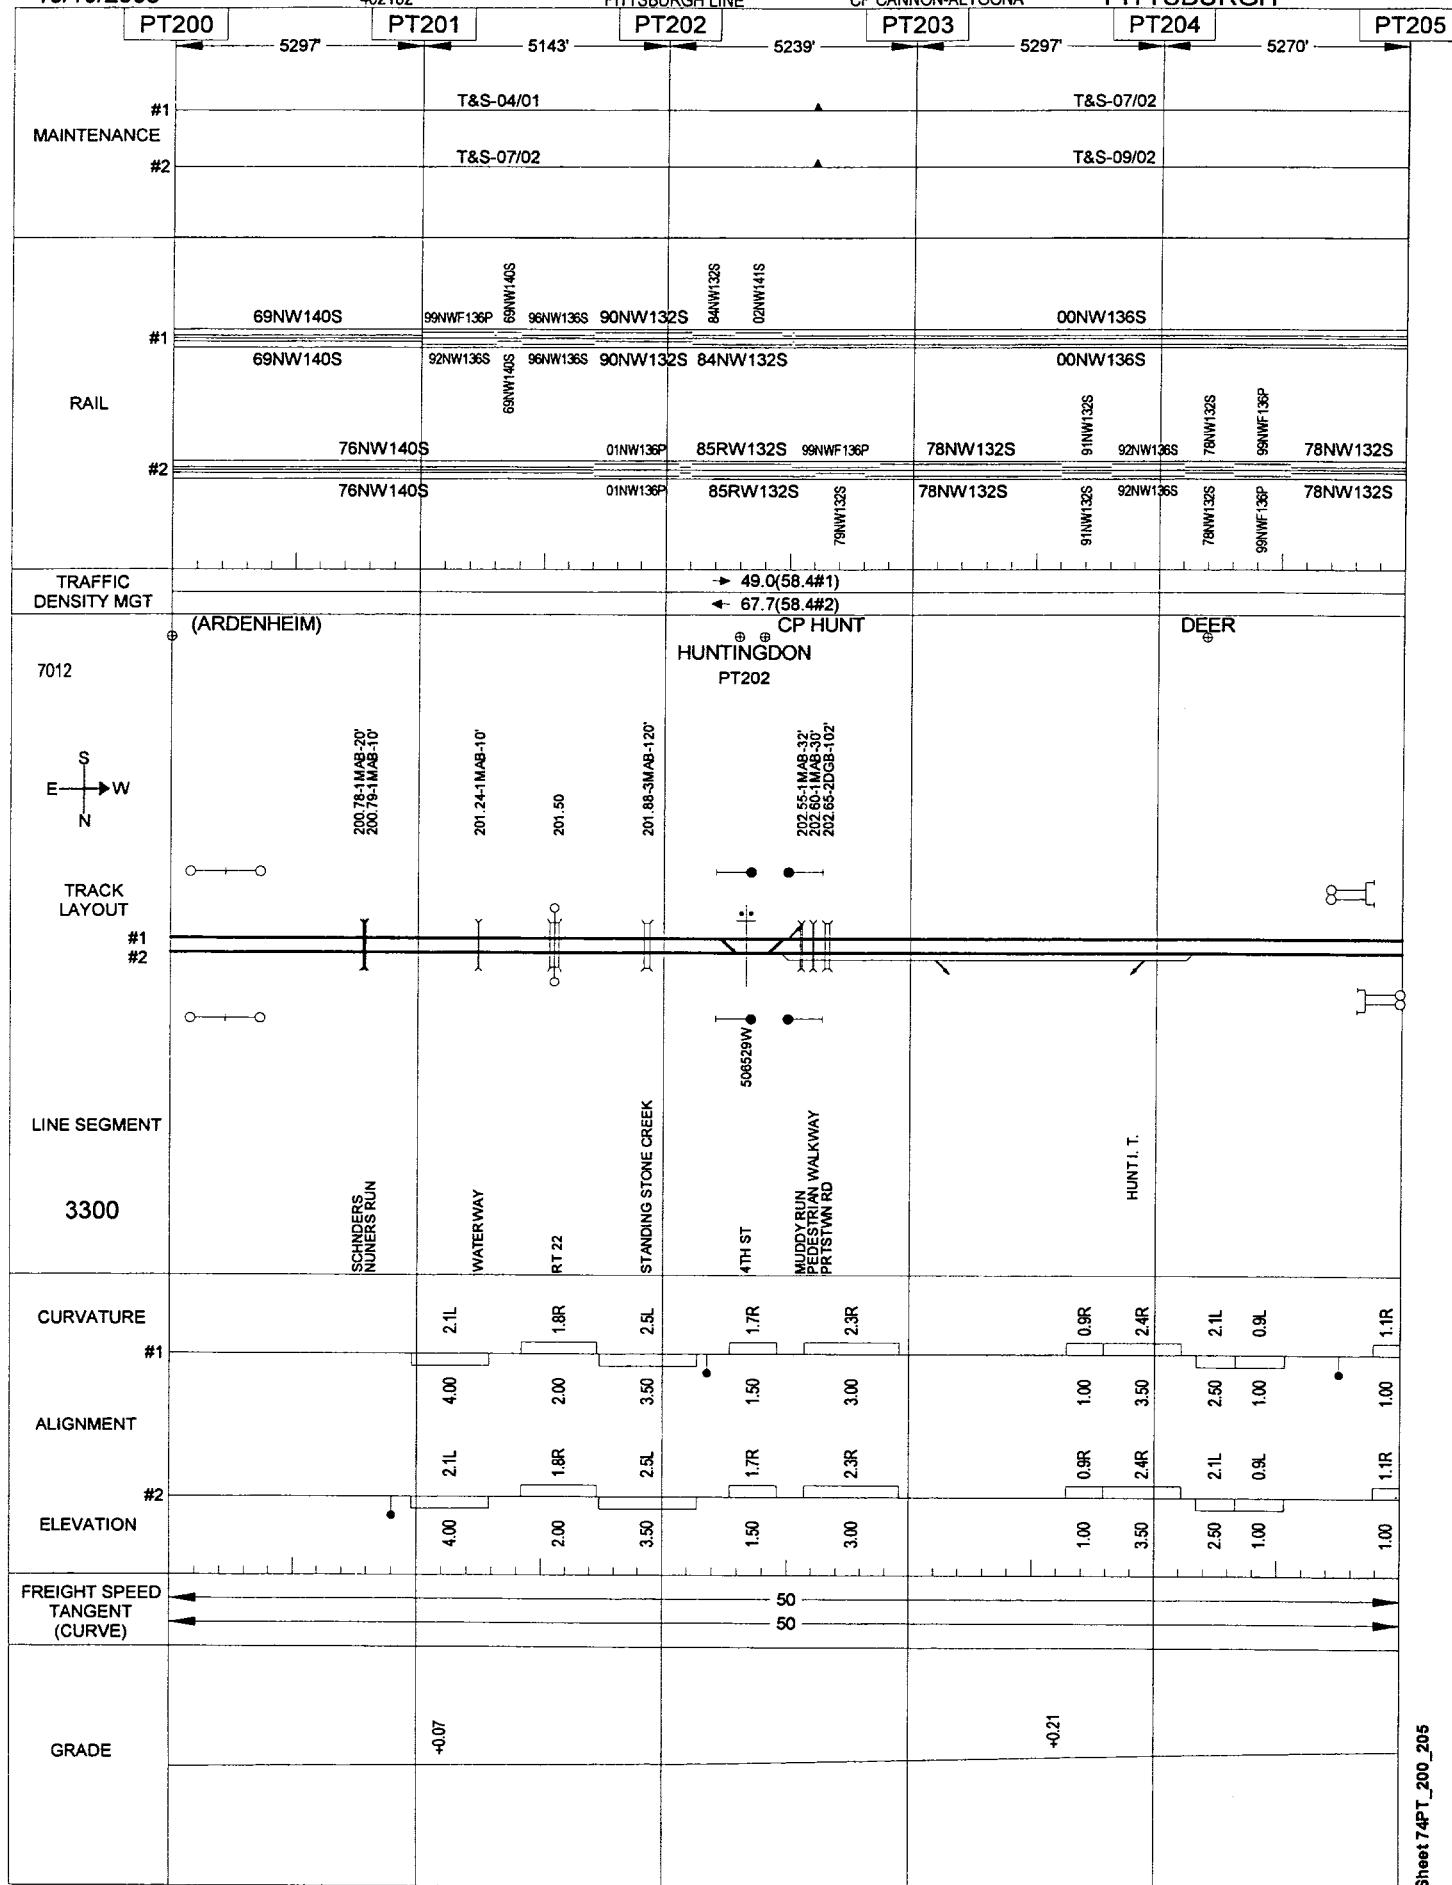 PITTSBURGH LINE CP CANNON-ALTOONA PITTSBURGH
PT200 PT201 PT202 PT203 PT204 PT205
5297' 5143' 5239' 5297' 5270'
#1 T&S-04/01 T&S-07/02
MAINTENANCE
#2 T&S-07/02 T&S-09/02
84NW132S 02NW141S 69NW140S
69NW140S 99NWF136P 96NW136S 90NW132S 00NW136S
#1
69NW140S 92NW136S 96NW136S 90NW132S 84NW132S 00NW136S
69NW140S
RAIL
91NW132S 78NW132S 99NWF136P
76NW140S 01NW136P 85RW132S 99NWF136P 78NW132S 92NW136S 78NW132S
#2
76NW140S 01NW136P 85RW132S 78NW132S 92NW136S 78NW132S
79NW132S 91NW132S 78NW132S 99NWF136P
TRAFFIC
DENSITY MGT
49.0(58.4#1)
67.7(58.4#2)
(ARDENHEIM) CP HUNT DEER
HUNTINGDON
PT202
7012
S
E W
N
200.78-1MAB-20'
200.79-1MAB-10'
201.24-1MAB-10'
201.50
201.88-3MAB-120'
202.55-1MAB-32'
202.60-1MAB-30'
202.65-2DGB-102'
TRACK
LAYOUT
#1
#2
506529W
LINE SEGMENT
3300
SCHNDERS
NUNERS RUN
WATERWAY
RT 22
STANDING STONE CREEK
4TH ST
MUDDY RUN
PEDESTRIAN WALKWAY
PRTSTWN RD
HUNT I. T.
CURVATURE
2.1L 1.8R 2.5L 1.7R 2.3R 0.9R 2.4R 2.1L 0.9L 1.1R
#1
4.00 2.00 3.50 1.50 3.00 1.00 3.50 2.50 1.00 1.00
ALIGNMENT
2.1L 1.8R 2.5L 1.7R 2.3R 0.9R 2.4R 2.1L 0.9L 1.1R
#2
ELEVATION
4.00 2.00 3.50 1.50 3.00 1.00 3.50 2.50 1.00 1.00
FREIGHT SPEED
TANGENT
(CURVE)
50
50
GRADE
+0.07 +0.21
Sheet 74PT_200_205